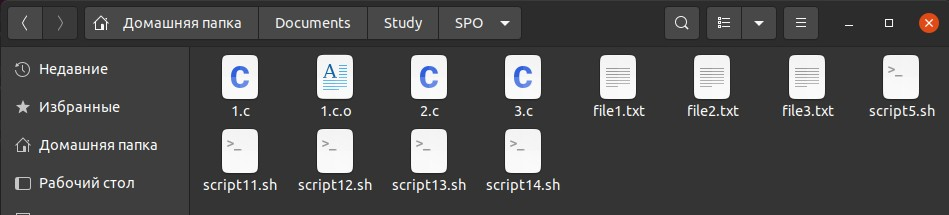 Домашняя папка Documents Study SPO
Недавние
Избранные
Домашняя папка
Рабочий стол
1.c 1.c.o 2.c 3.c file1.txt file2.txt file3.txt script5.sh
script11.sh script12.sh script13.sh script14.sh